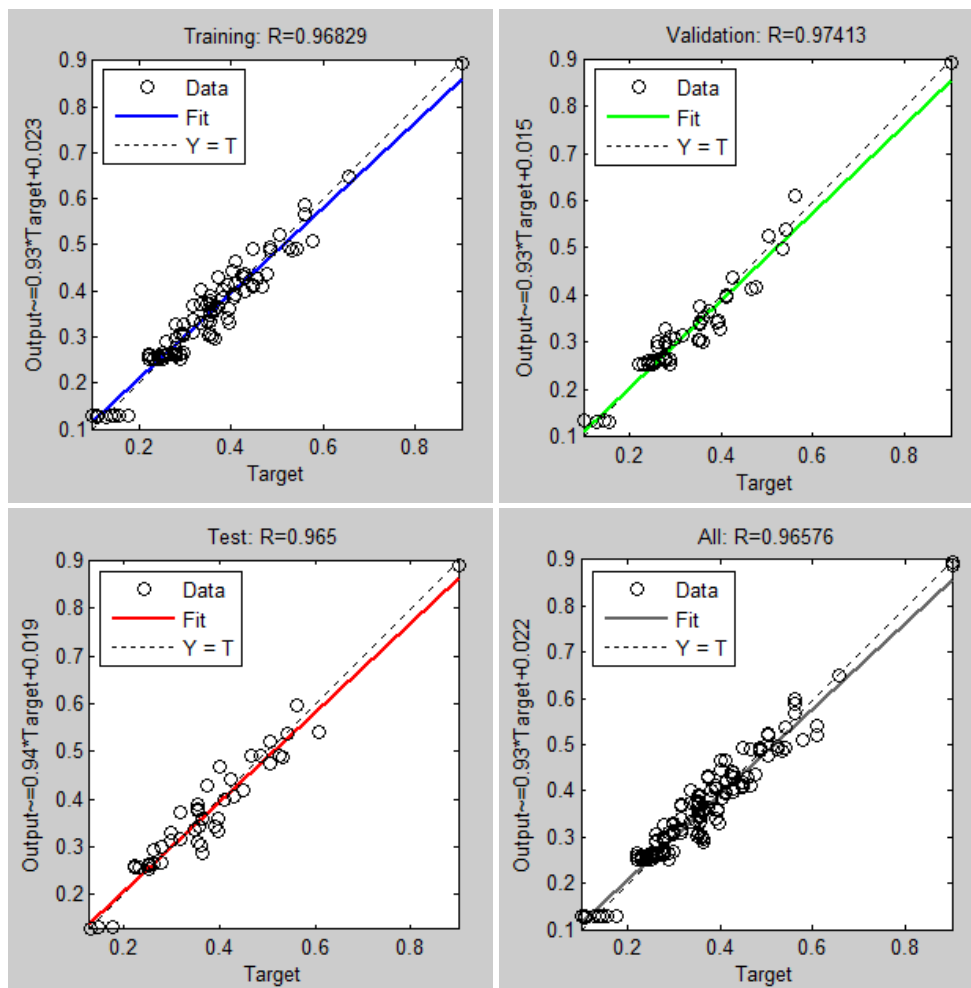 Training: R=0.96829
Output~=0.93*Target+0.023
Data
Fit
Y = T
0.9
0.8
0.7
0.6
0.5
0.4
0.3
0.2
0.1
0.2
0.4
0.6
0.8
Target
Validation: R=0.97413
Output~=0.93*Target+0.015
Data
Fit
Y = T
0.9
0.8
0.7
0.6
0.5
0.4
0.3
0.2
0.1
0.2
0.4
0.6
0.8
Target
Test: R=0.965
Output~=0.94*Target+0.019
Data
Fit
Y = T
0.9
0.8
0.7
0.6
0.5
0.4
0.3
0.2
0.2
0.4
0.6
0.8
Target
All: R=0.96576
Output~=0.93*Target+0.022
Data
Fit
Y = T
0.9
0.8
0.7
0.6
0.5
0.4
0.3
0.2
0.1
0.2
0.4
0.6
0.8
Target